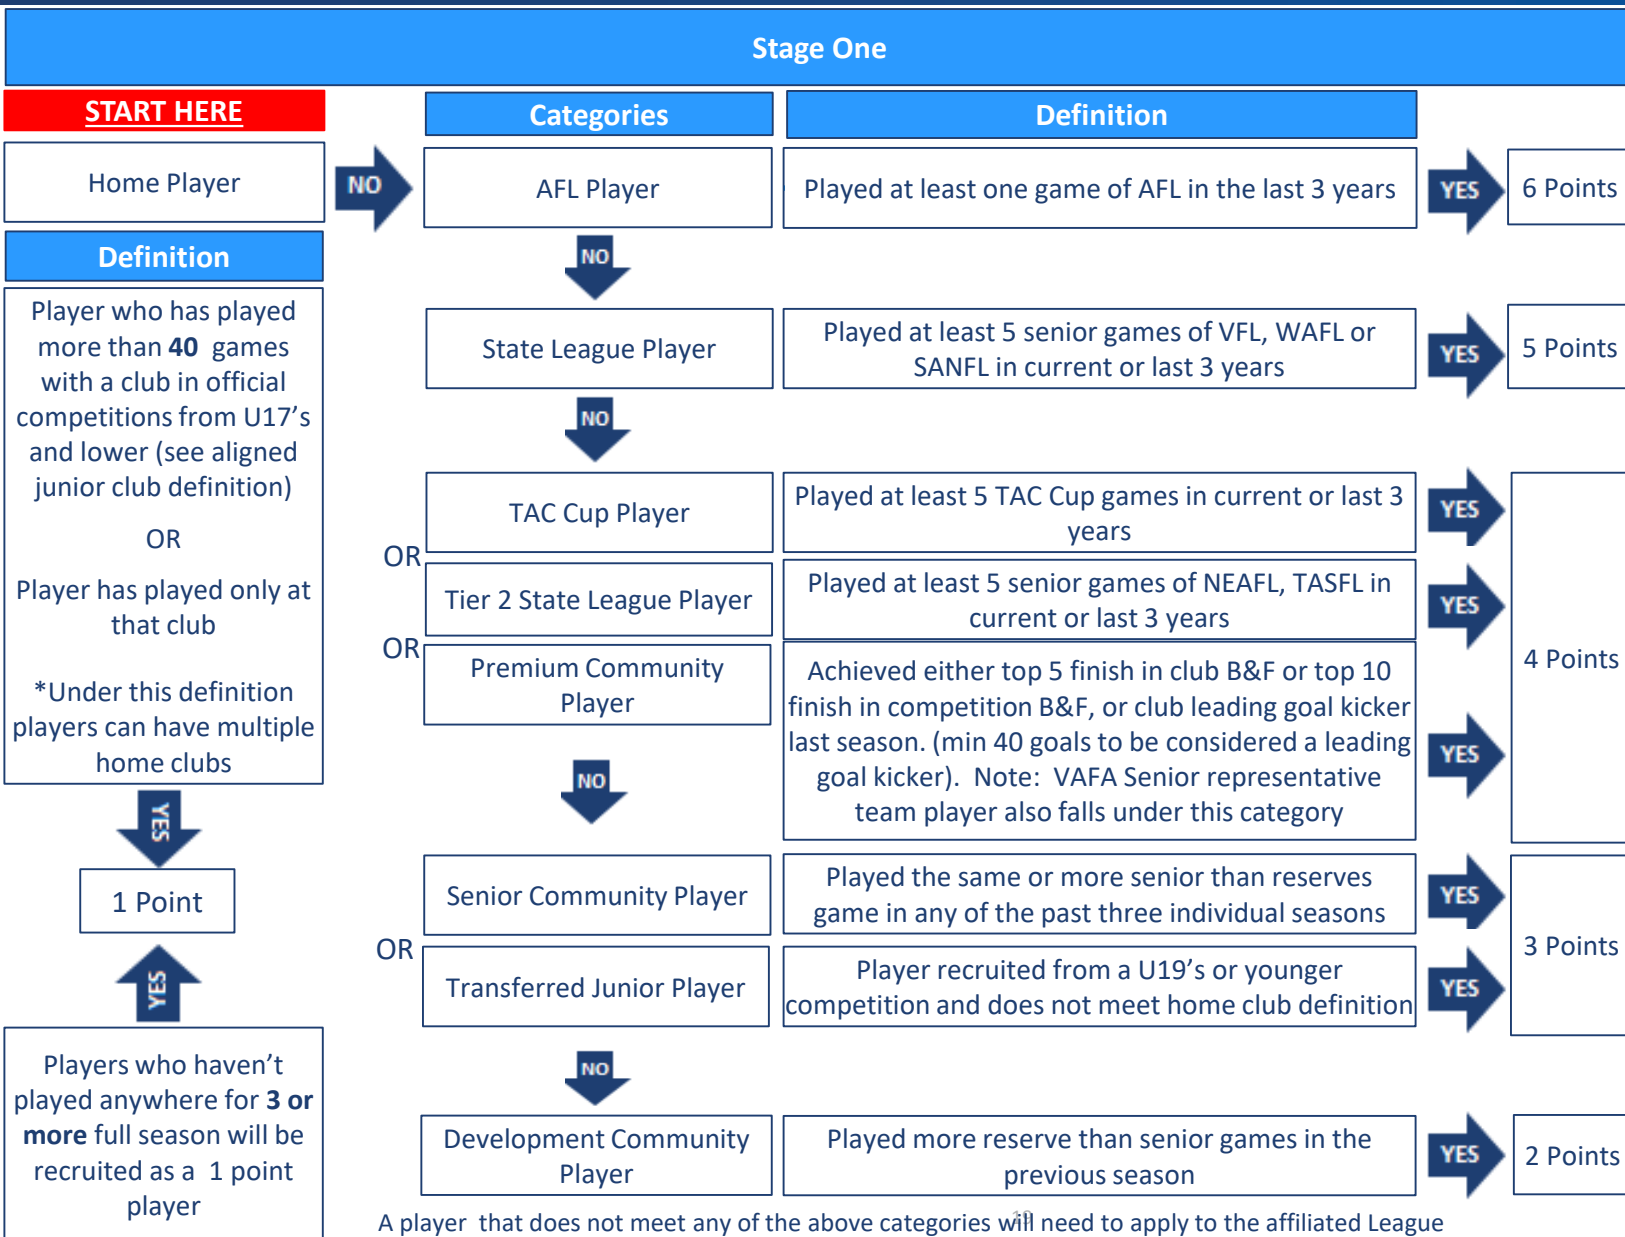 Stage One
START HERE
Home Player
Definition
Player who has played
more than 40 games
with a club in official
competitions from U17's
and lower (see aligned
junior club definition)
OR
Player has played only at
that club
*Under this definition
players can have multiple
home clubs
YES
1 Point
YES
Players who haven't
played anywhere for 3 or
more full season will be
recruited as a 1 point
player
NO
Categories
Definition
AFL Player
Played at least one game of AFL in the last 3 years
YES
6 Points
NO
State League Player
Played at least 5 senior games of VFL, WAFL or
SANFL in current or last 3 years
YES
5 Points
NO
TAC Cup Player
Played at least 5 TAC Cup games in current or last 3
years
YES
OR
Tier 2 State League Player
Played at least 5 senior games of NEAFL, TASFL in
current or last 3 years
YES
4 Points
OR
Premium Community
Player
Achieved either top 5 finish in club B&F or top 10
finish in competition B&F, or club leading goal kicker
last season. (min 40 goals to be considered a leading
goal kicker). Note: VAFA Senior representative
team player also falls under this category
YES
NO
Senior Community Player
Played the same or more senior than reserves
game in any of the past three individual seasons
YES
3 Points
OR
Transferred Junior Player
Player recruited from a U19's or younger
competition and does not meet home club definition
YES
NO
Development Community
Player
Played more reserve than senior games in the
previous season
YES
2 Points
A player that does not meet any of the above categories will need to apply to the affiliated League
19